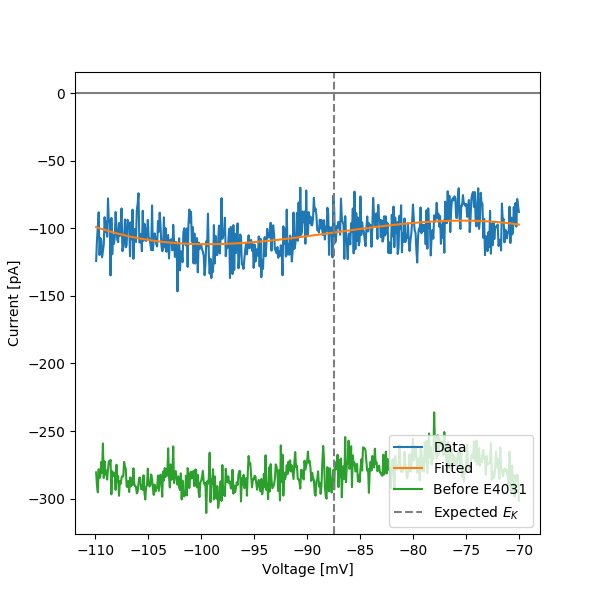 0
−50
−100
−150
−200
−250
−300
Current [pA]
Data
Fitted
Before E4031
Expected $E_K$
−110
−105
−100
−95
−90
−85
−80
−75
−70
Voltage [mV]